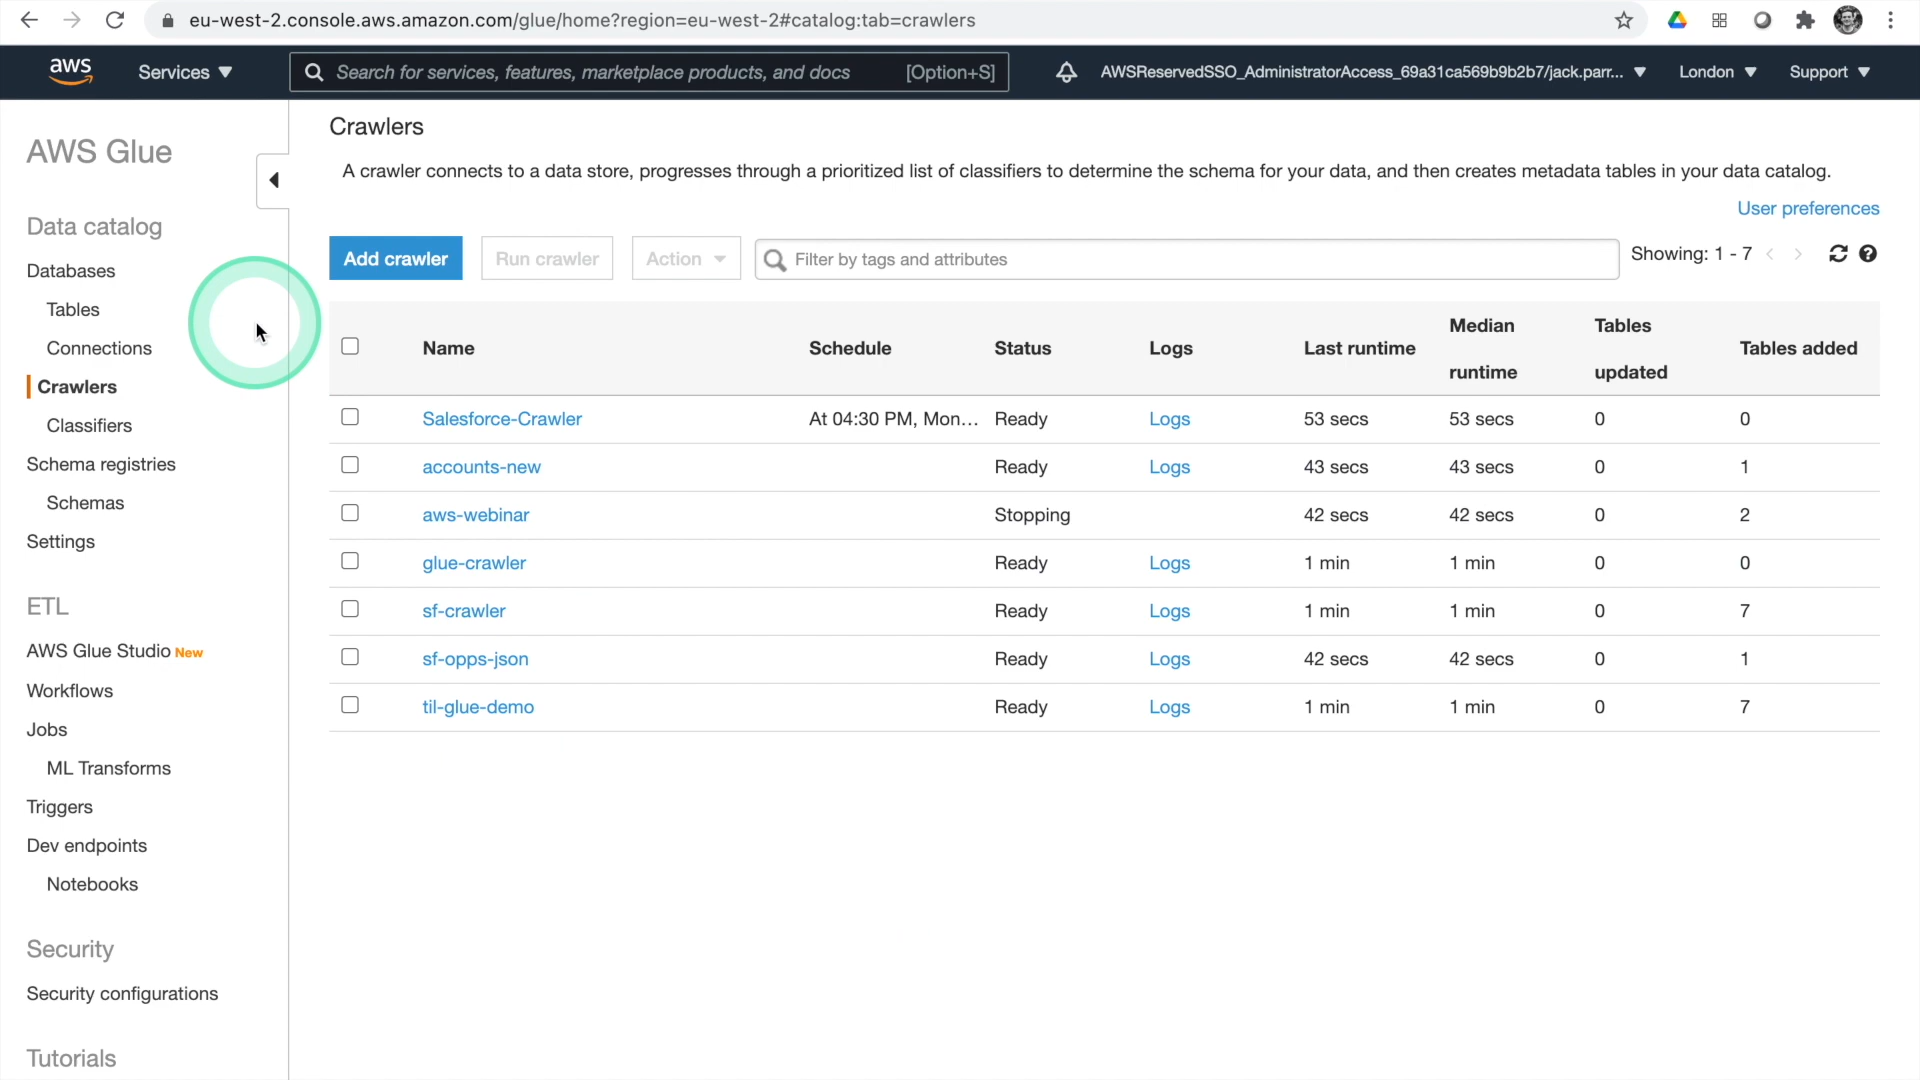 eu-west-2.console.aws.amazon.com/glue/home?region=eu-west-2#catalog:tab=crawlers
aws
Services
Search for services, features, marketplace products, and docs
[Option+S]
AWSReservedSSO_AdministratorAccess_69a31ca569b9b2b7/jack.parr...
London
Support
AWS Glue
Data catalog
Databases
Tables
Connections
Crawlers
Classifiers
Schema registries
Schemas
Settings
ETL
AWS Glue Studio New
Workflows
Jobs
ML Transforms
Triggers
Dev endpoints
Notebooks
Security
Security configurations
Tutorials
Crawlers
A crawler connects to a data store, progresses through a prioritized list of classifiers to determine the schema for your data, and then creates metadata tables in your data catalog.
User preferences
Add crawler
Run crawler
Action
Filter by tags and attributes
Showing: 1 - 7
Name Schedule Status Logs Last runtime Median runtime Tables updated Tables added
Salesforce-Crawler At 04:30 PM, Mon... Ready Logs 53 secs 53 secs 0 0
accounts-new Ready Logs 43 secs 43 secs 0 1
aws-webinar Stopping 42 secs 42 secs 0 2
glue-crawler Ready Logs 1 min 1 min 0 0
sf-crawler Ready Logs 1 min 1 min 0 7
sf-opps-json Ready Logs 42 secs 42 secs 0 1
til-glue-demo Ready Logs 1 min 1 min 0 7